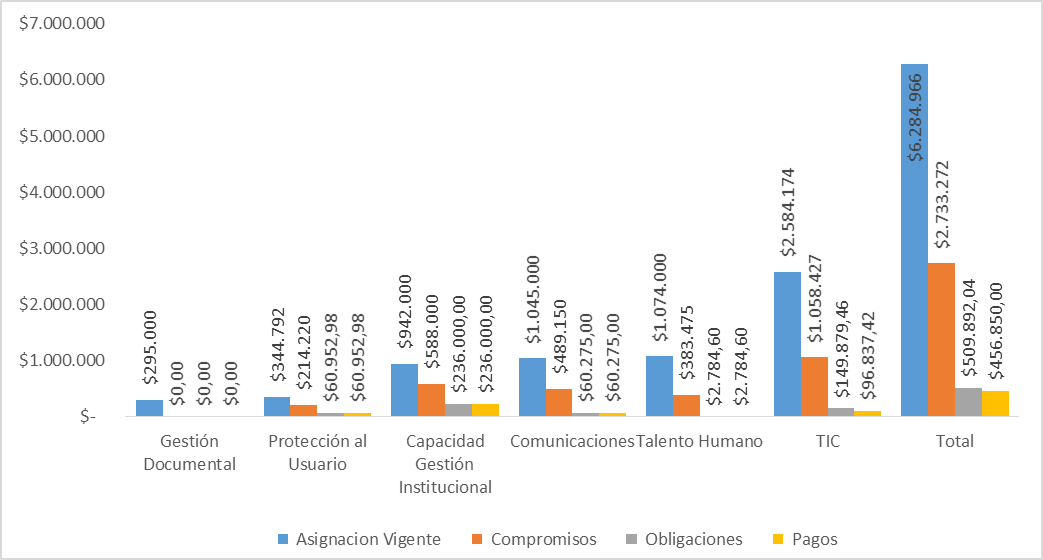 $7.000.000
$6.000.000
$5.000.000
$4.000.000
$3.000.000
$2.000.000
$1.000.000
$-
$295.000
$0,00
$0,00
$0,00
$344.792
$214.220
$60.952,98
$60.952,98
$942.000
$588.000
$236.000,00
$236.000,00
$1.045.000
$489.150
$60.275,00
$60.275,00
$1.074.000
$383.475
$2.784,60
$2.784,60
$2.584.174
$1.058.427
$149.879,46
$96.837,42
$6.284.966
$2.733.272
$509.892,04
$456.850,00
Gestión
Documental
Protección al
Usuario
Capacidad
Gestión
Institucional
Comunicaciones
Talento Humano
TIC
Total
Asignacion Vigente
Compromisos
Obligaciones
Pagos